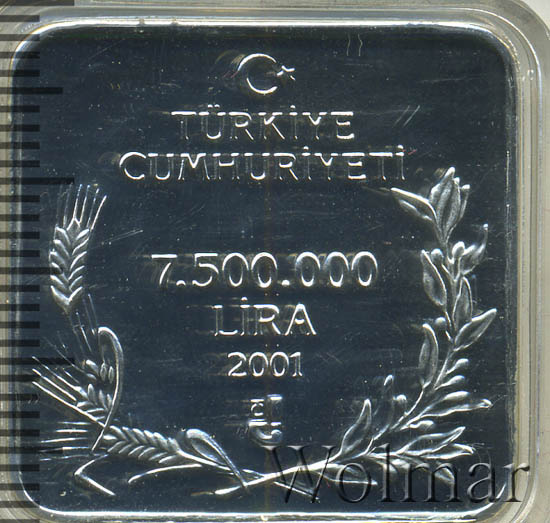 TÜRKİYE
CUMHURİYETİ
7.500.000
LİRA
2001
Wolmar